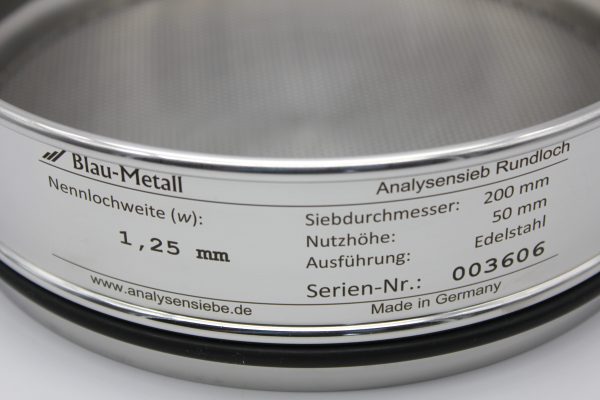 Blau-Metall
Analysensieb Rundloch
Nennlochweite (w):
1,25 mm
Siebdurchmesser: 200 mm
Nutzhöhe: 50 mm
Ausführung: Edelstahl
Serien-Nr.: 003606
www.analysensiebe.de
Made in Germany